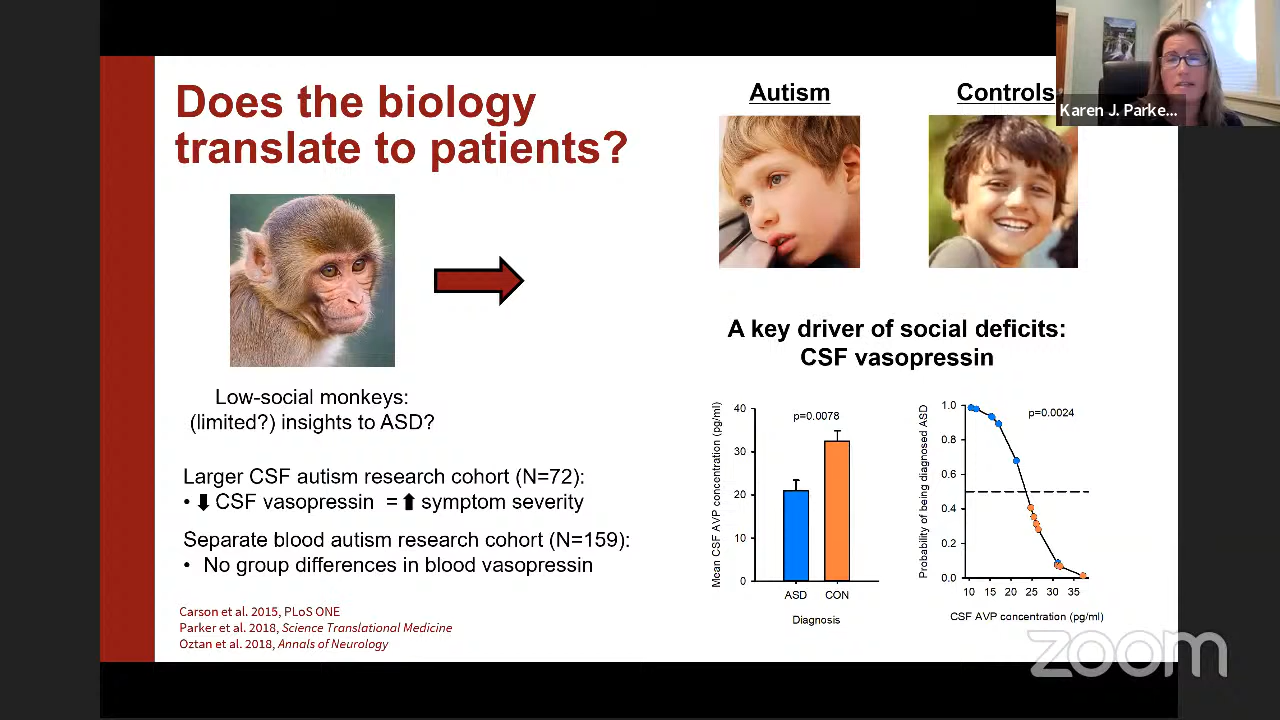 Does the biology
translate to patients?
Autism
Controls
Karen J. Parke...
Low-social monkeys:
(limited?) insights to ASD?
Larger CSF autism research cohort (N=72):
• ⬇ CSF vasopressin = ⬆ symptom severity
Separate blood autism research cohort (N=159):
• No group differences in blood vasopressin
Carson et al. 2015, PLoS ONE
Parker et al. 2018, Science Translational Medicine
Oztan et al. 2018, Annals of Neurology
A key driver of social deficits:
CSF vasopressin
Mean CSF AVP concentration (pg/ml)
40
30
20
10
0
p=0.0078
ASD CON
Diagnosis
Probability of being diagnosed ASD
1.0
0.8
0.6
0.4
0.2
0.0
p=0.0024
10 15 20 25 30 35
CSF AVP concentration (pg/ml)
zoom